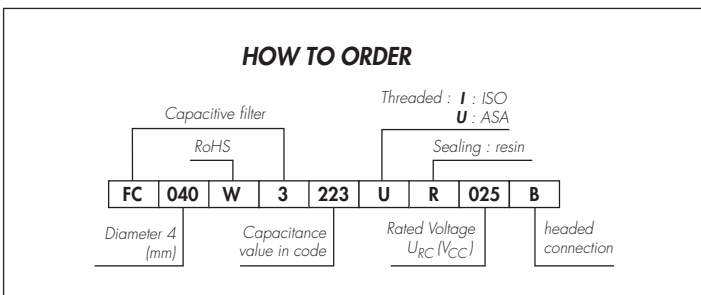 HOW TO ORDER
Threaded : I : ISO
U : ASA
Capacitive filter
RoHS
Sealing : resin
FC 040 W 3 223 U R 025 B
Diameter 4
(mm)
Capacitance
value in code
Rated Voltage
URC (VCC)
headed
connection